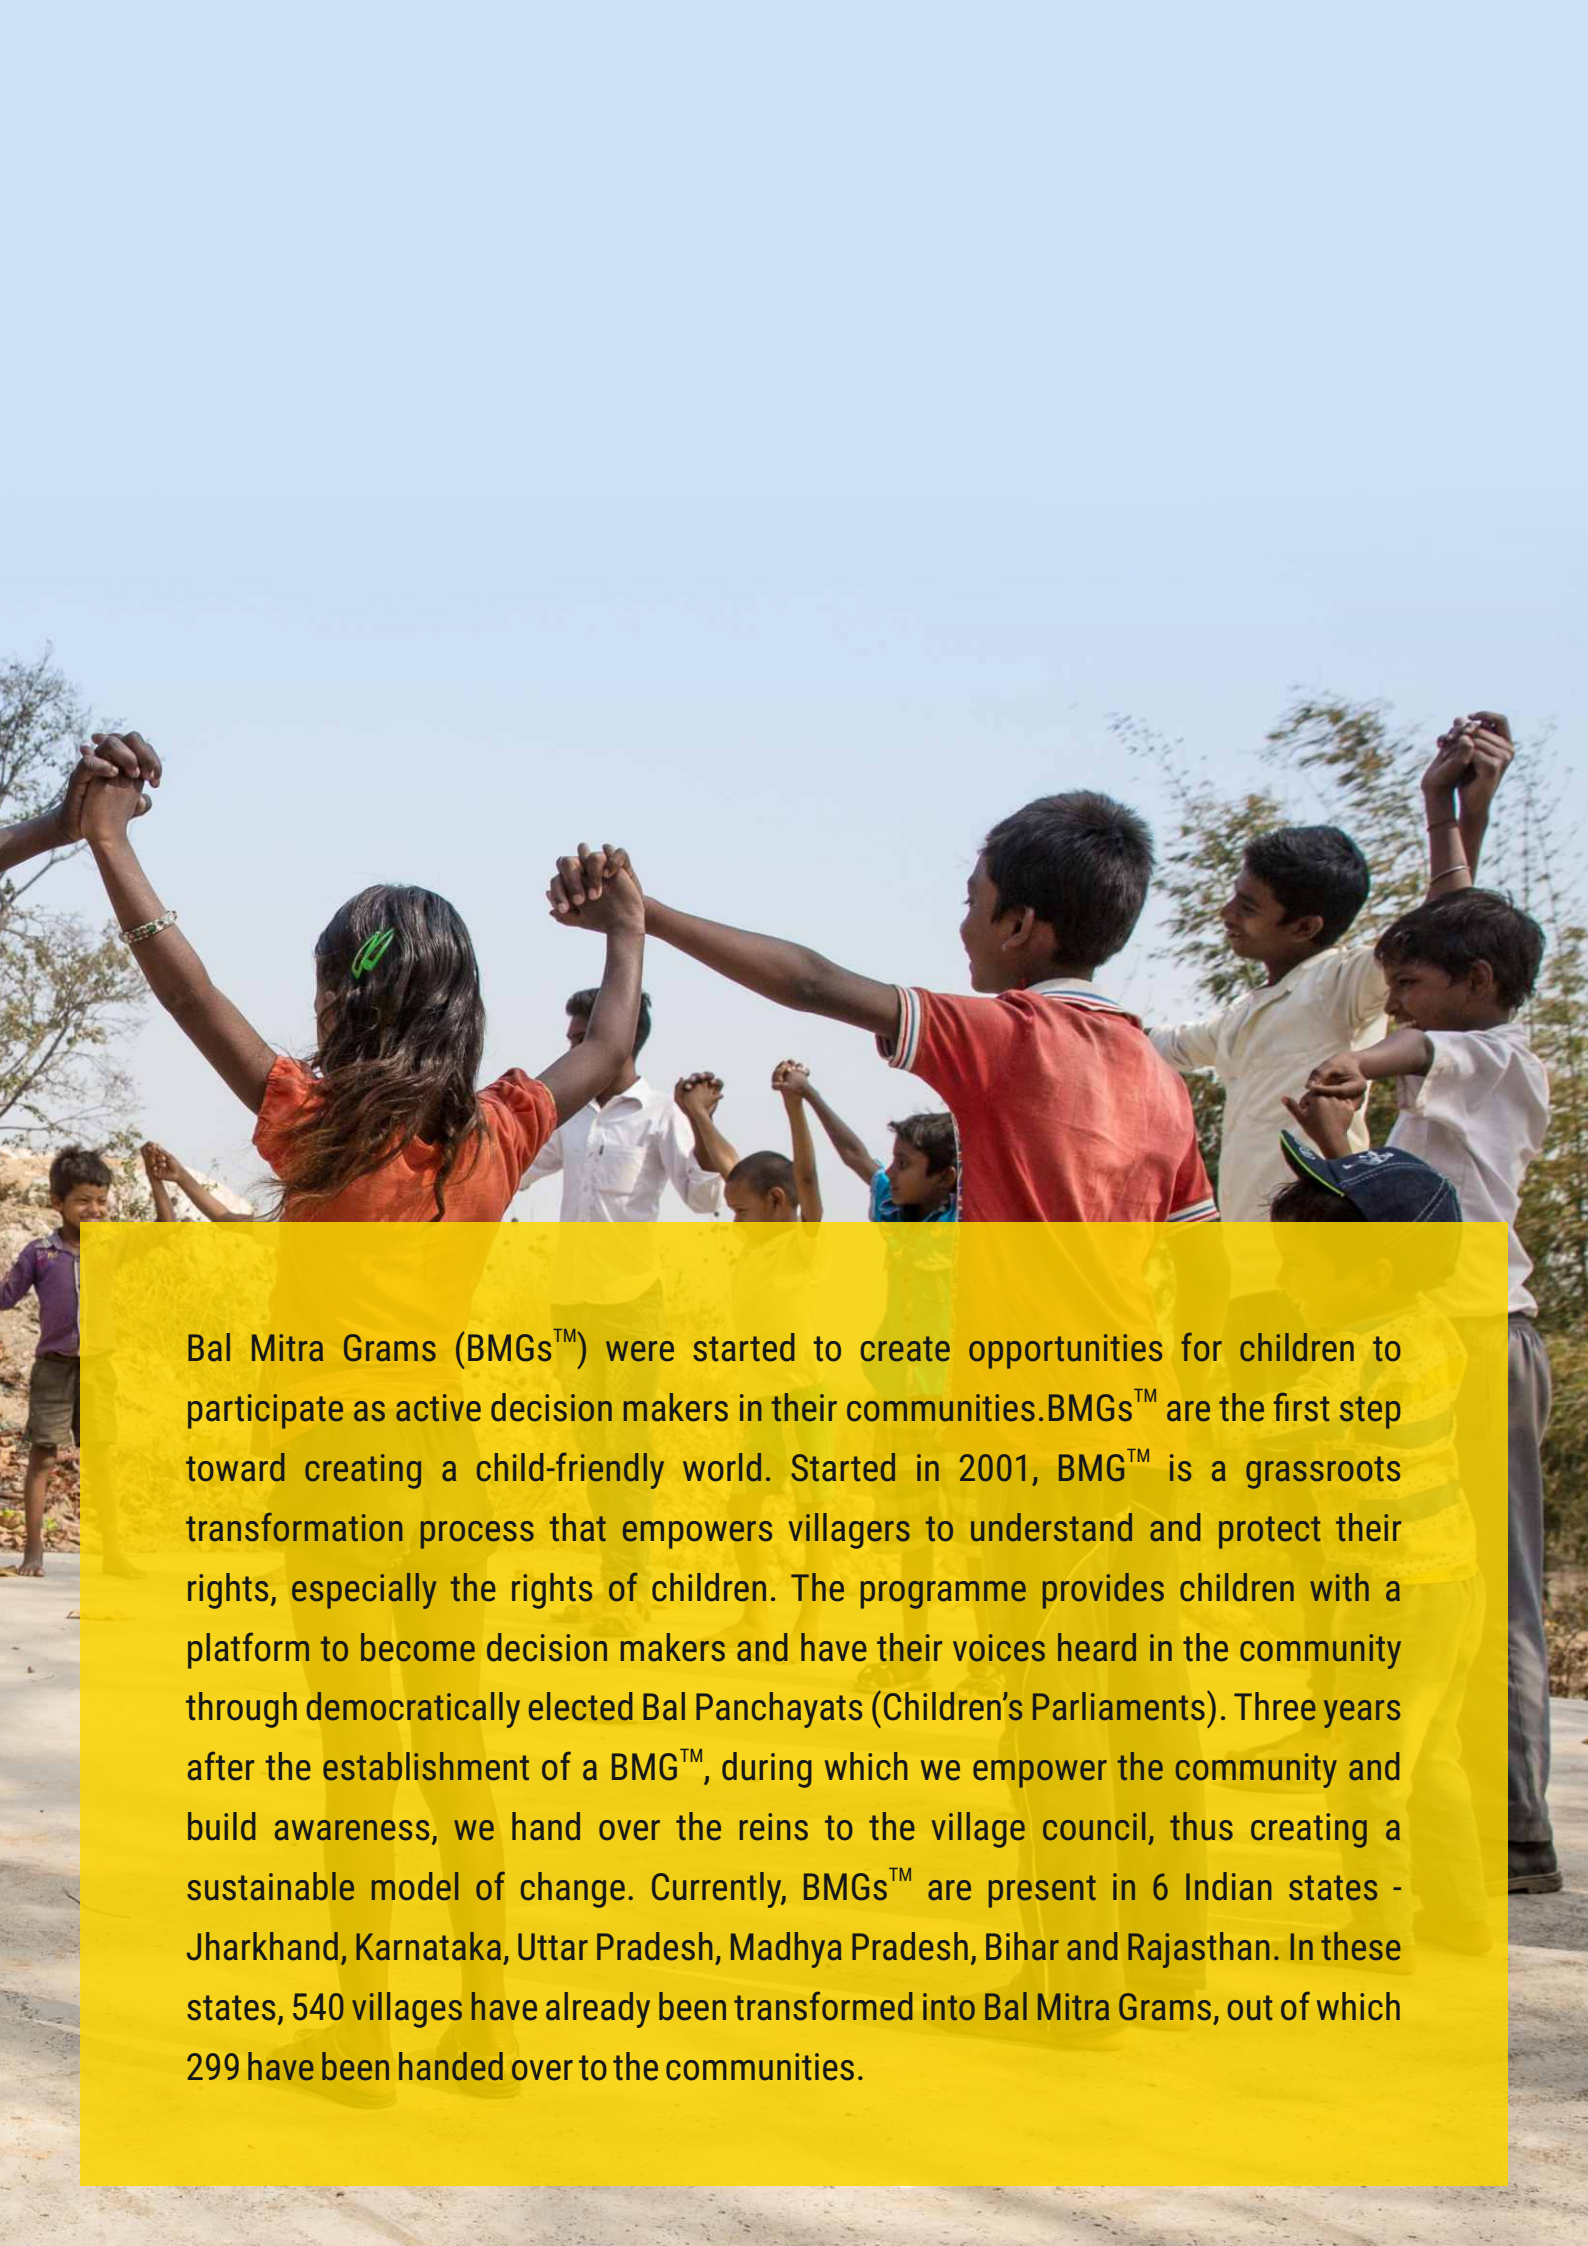 Bal Mitra Grams (BMGs™) were started to create opportunities for children to
participate as active decision makers in their communities.BMGs™ are the first step
toward creating a child-friendly world. Started in 2001, BMG™ is a grassroots
transformation process that empowers villagers to understand and protect their
rights, especially the rights of children. The programme provides children with a
platform to become decision makers and have their voices heard in the community
through democratically elected Bal Panchayats (Children’s Parliaments). Three years
after the establishment of a BMG™, during which we empower the community and
build awareness, we hand over the reins to the village council, thus creating a
sustainable model of change. Currently, BMGs™ are present in 6 Indian states -
Jharkhand, Karnataka, Uttar Pradesh, Madhya Pradesh, Bihar and Rajasthan. In these
states, 540 villages have already been transformed into Bal Mitra Grams, out of which
299 have been handed over to the communities.